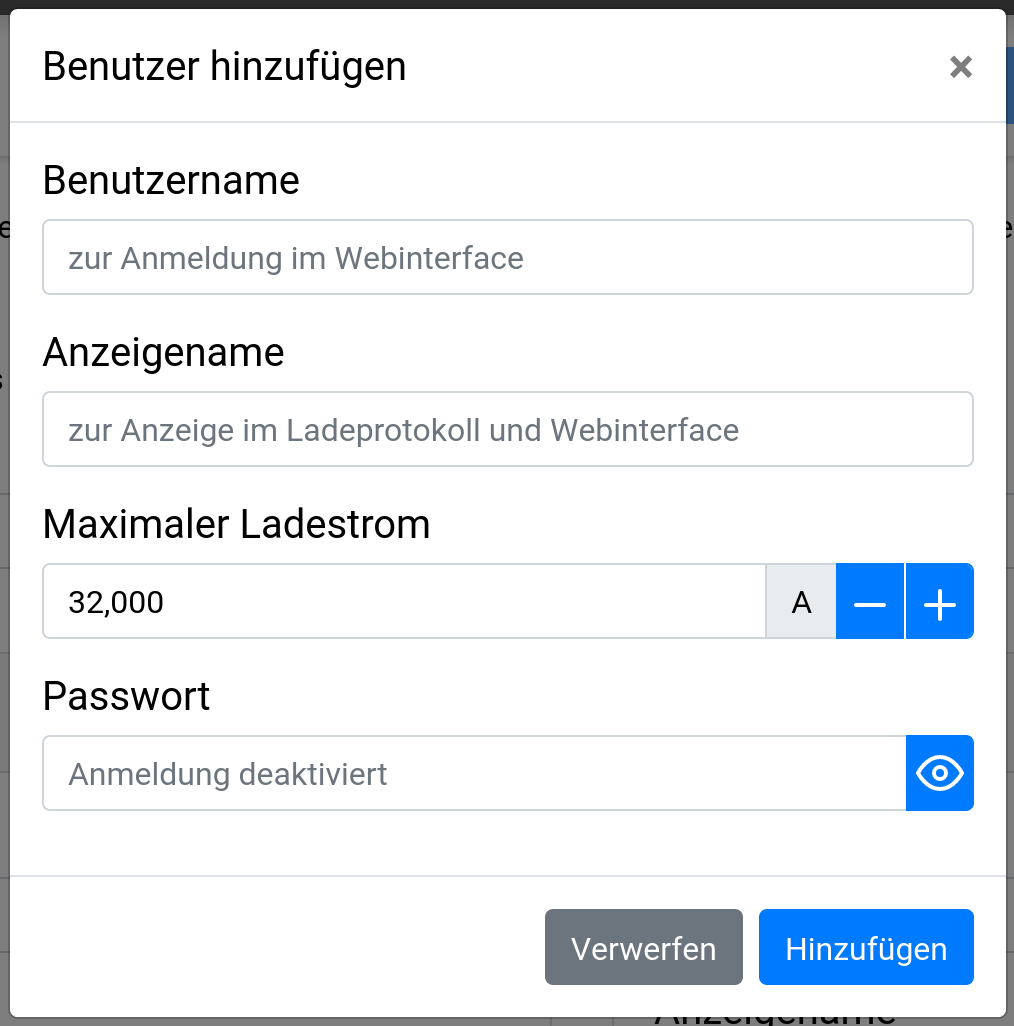 Benutzer hinzufügen ×
Benutzername
zur Anmeldung im Webinterface
Anzeigename
zur Anzeige im Ladeprotokoll und Webinterface
Maximaler Ladestrom
32,000 A
Passwort
Anmeldung deaktiviert
Verwerfen Hinzufügen
Anzeigename